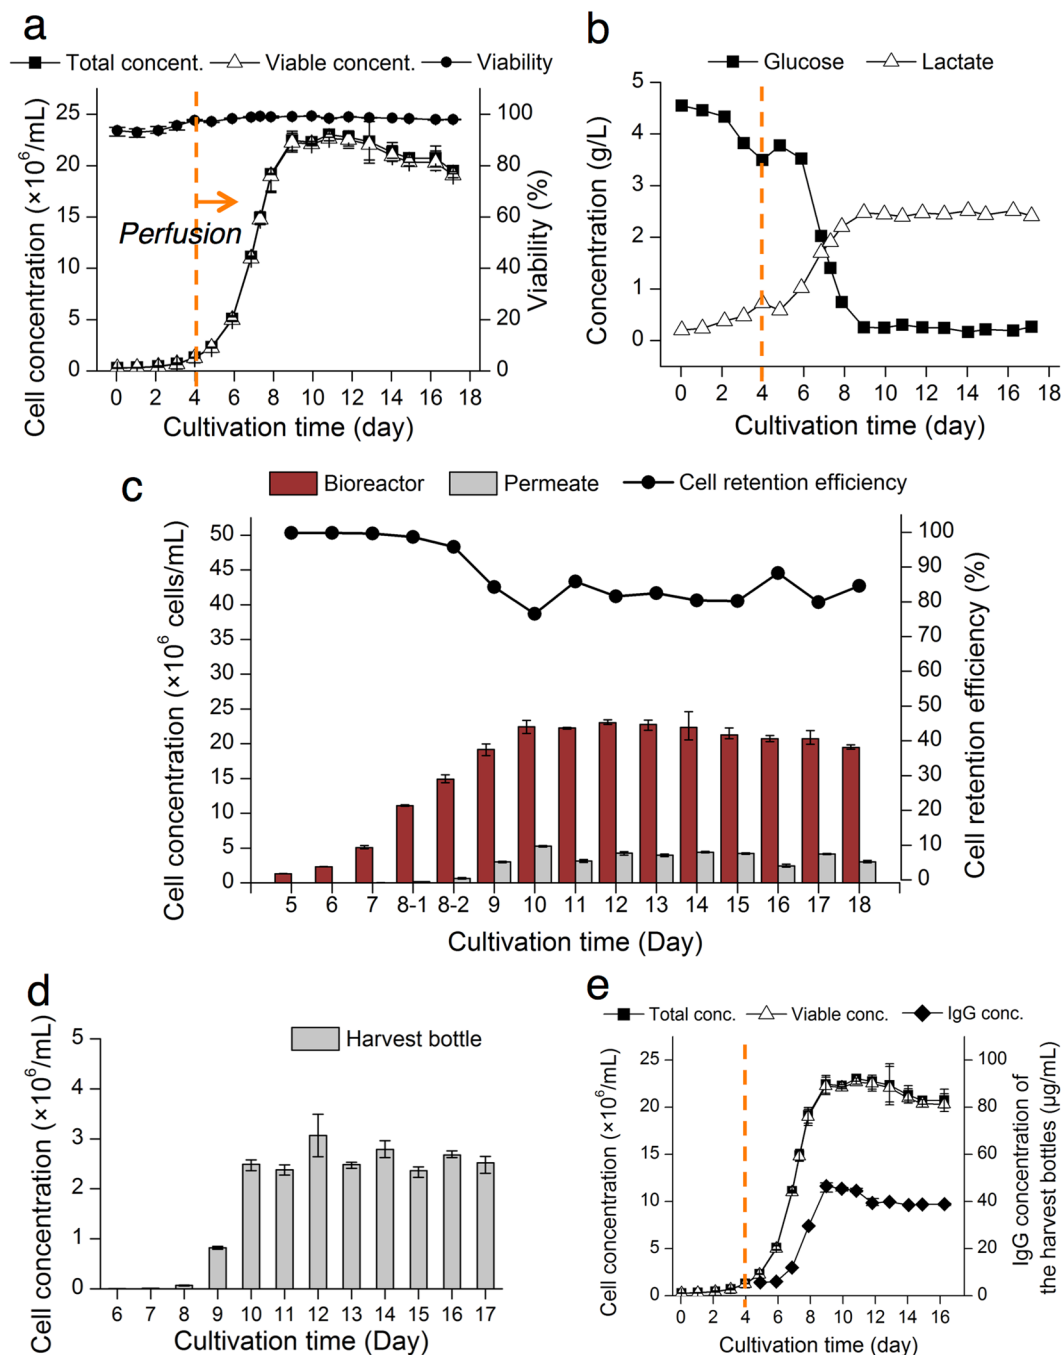 a
Total concent. Viable concent. Viability
25
20
15
10
5
0
100
80
60
40
20
0
Cell concentration (×10⁶/mL)
Viability (%)
Perfusion
0 2 4 6 8 10 12 14 16 18
Cultivation time (day)
b
Glucose Lactate
5
4
3
2
1
0
Concentration (g/L)
0 2 4 6 8 10 12 14 16 18
Cultivation time (day)
c
Bioreactor Permeate Cell retention efficiency
50
45
40
35
30
25
20
15
10
5
0
100
90
80
70
60
50
40
30
20
10
0
Cell concentration (×10⁶ cells/mL)
Cell retention efficiency (%)
5 6 7 8-1 8-2 9 10 11 12 13 14 15 16 17 18
Cultivation time (Day)
d
Harvest bottle
5
4
3
2
1
0
Cell concentration (×10⁶/mL)
6 7 8 9 10 11 12 13 14 15 16 17
Cultivation time (Day)
e
Total conc. Viable conc. IgG conc.
25
20
15
10
5
0
100
80
60
40
20
0
Cell concentration (×10⁶/mL)
IgG concentration of
the harvest bottles (μg/mL)
0 2 4 6 8 10 12 14 16
Cultivation time (day)